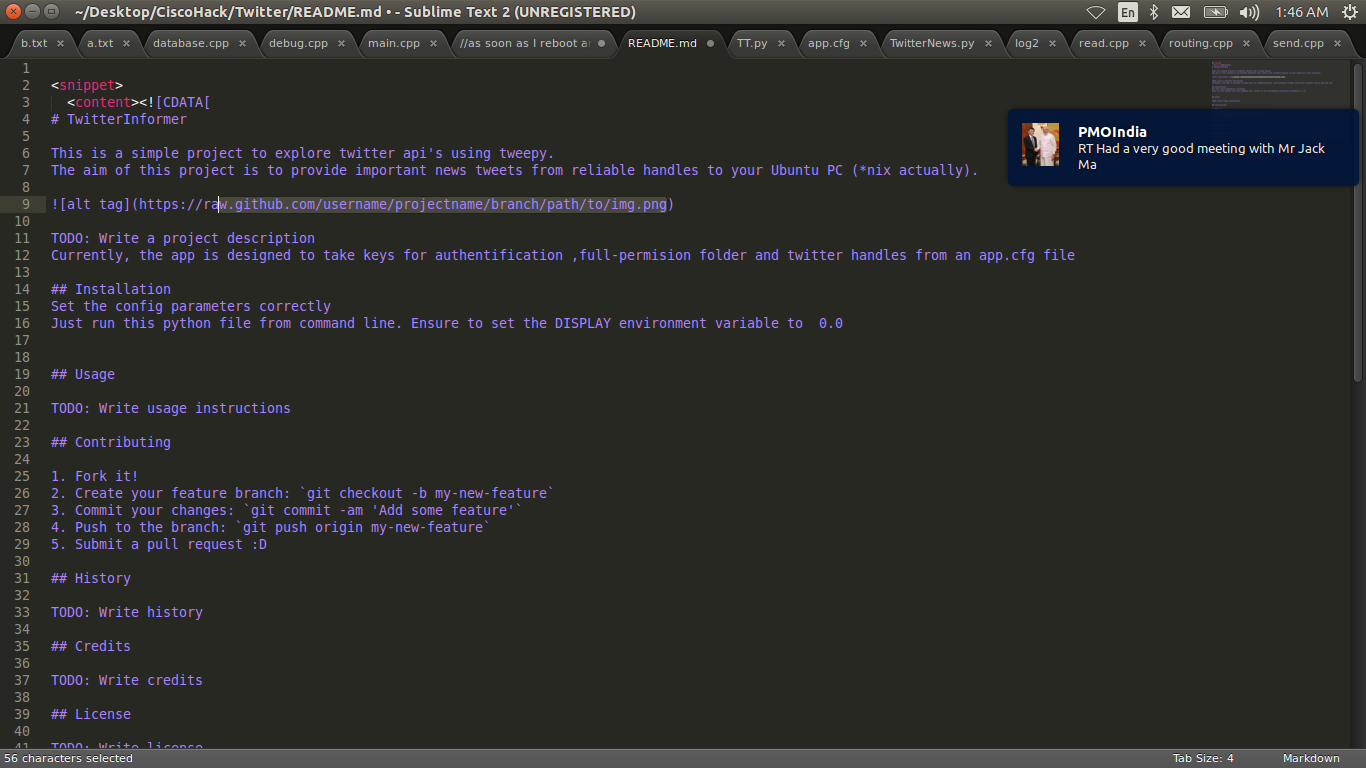 ~/Desktop/CiscoHack/Twitter/README.md • - Sublime Text 2 (UNREGISTERED)
En
1:46 AM
b.txt × a.txt × database.cpp × debug.cpp × main.cpp × //as soon as I reboot a README.md TT.py × app.cfg × TwitterNews.py × log2 × read.cpp × routing.cpp × send.cpp ×
1
2 <snippet>
3 <content><![CDATA[
4 # TwitterInformer
5
6 This is a simple project to explore twitter api's using tweepy.
7 The aim of this project is to provide important news tweets from reliable handles to your Ubuntu PC (*nix actually).
8
9 ![alt tag](https://raw.github.com/username/projectname/branch/path/to/img.png)
10
11 TODO: Write a project description
12 Currently, the app is designed to take keys for authentification ,full-permision folder and twitter handles from an app.cfg file
13
14 ## Installation
15 Set the config parameters correctly
16 Just run this python file from command line. Ensure to set the DISPLAY environment variable to  0.0
17
18
19 ## Usage
20
21 TODO: Write usage instructions
22
23 ## Contributing
24
25 1. Fork it!
26 2. Create your feature branch: `git checkout -b my-new-feature`
27 3. Commit your changes: `git commit -am 'Add some feature'`
28 4. Push to the branch: `git push origin my-new-feature`
29 5. Submit a pull request :D
30
31 ## History
32
33 TODO: Write history
34
35 ## Credits
36
37 TODO: Write credits
38
39 ## License
40
41 TODO: Write license
PMOIndia
RT Had a very good meeting with Mr Jack
Ma
56 characters selected
Tab Size: 4
Markdown